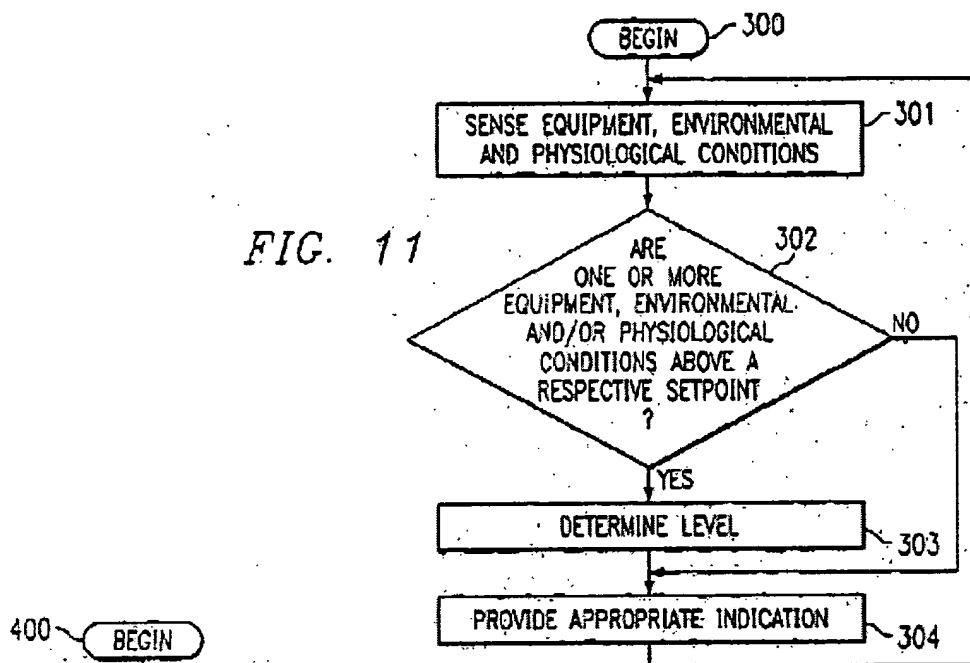 BEGIN
300
SENSE EQUIPMENT, ENVIRONMENTAL
AND PHYSIOLOGICAL CONDITIONS
301
FIG. 11
ARE
ONE OR MORE
EQUIPMENT, ENVIRONMENTAL
AND/OR PHYSIOLOGICAL
CONDITIONS ABOVE A
RESPECTIVE SETPOINT
?
302
NO
YES
DETERMINE LEVEL
303
PROVIDE APPROPRIATE INDICATION
304
400
BEGIN